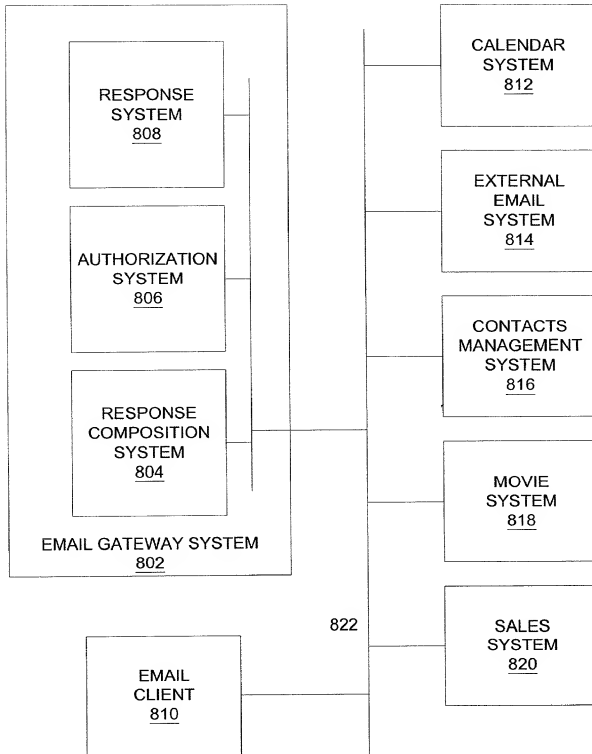 RESPONSE
SYSTEM
808
AUTHORIZATION
SYSTEM
806
RESPONSE
COMPOSITION
SYSTEM
804
EMAIL GATEWAY SYSTEM
802
EMAIL
CLIENT
810
822
CALENDAR
SYSTEM
812
EXTERNAL
EMAIL
SYSTEM
814
CONTACTS
MANAGEMENT
SYSTEM
816
MOVIE
SYSTEM
818
SALES
SYSTEM
820